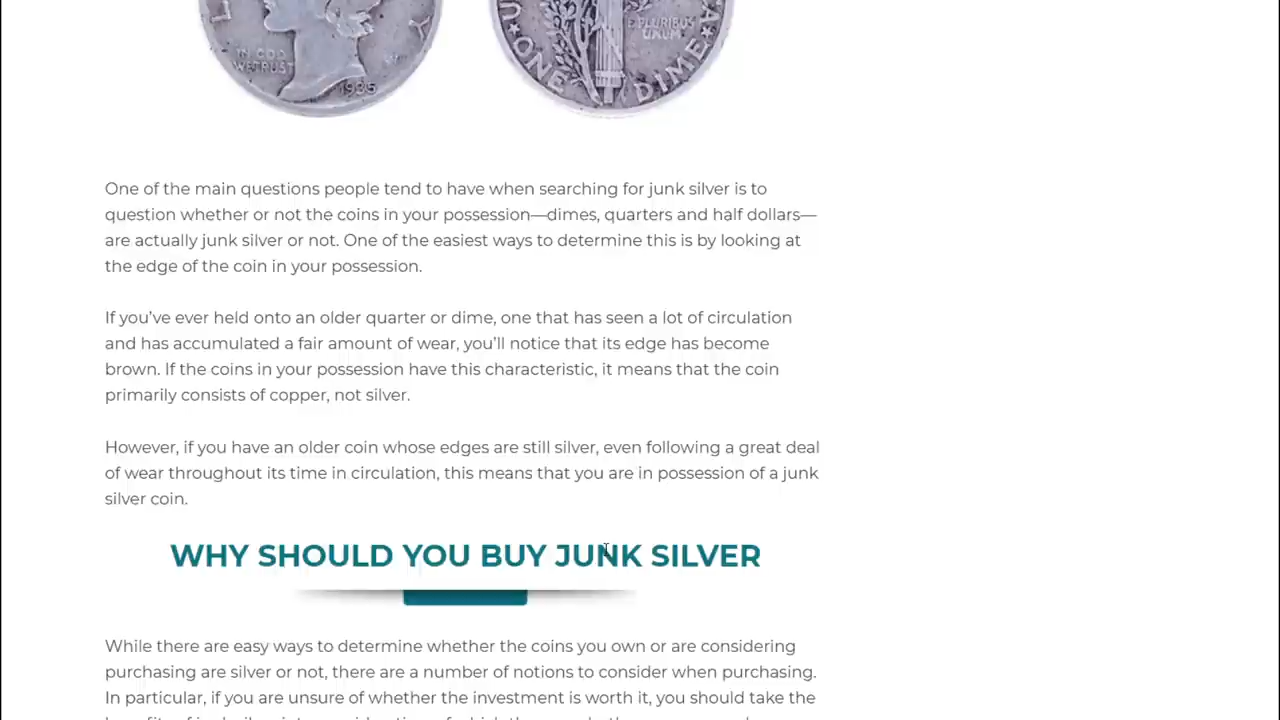 L
Y
IN GOD
WE TRUST
1935
U
E PLURIBUS
UNUM
A
ONE
DIME
One of the main questions people tend to have when searching for junk silver is to
question whether or not the coins in your possession—dimes, quarters and half dollars—
are actually junk silver or not. One of the easiest ways to determine this is by looking at
the edge of the coin in your possession.
If you’ve ever held onto an older quarter or dime, one that has seen a lot of circulation
and has accumulated a fair amount of wear, you’ll notice that its edge has become
brown. If the coins in your possession have this characteristic, it means that the coin
primarily consists of copper, not silver.
However, if you have an older coin whose edges are still silver, even following a great deal
of wear throughout its time in circulation, this means that you are in possession of a junk
silver coin.
WHY SHOULD YOU BUY JUNK SILVER
While there are easy ways to determine whether the coins you own or are considering
purchasing are silver or not, there are a number of notions to consider when purchasing.
In particular, if you are unsure of whether the investment is worth it, you should take the